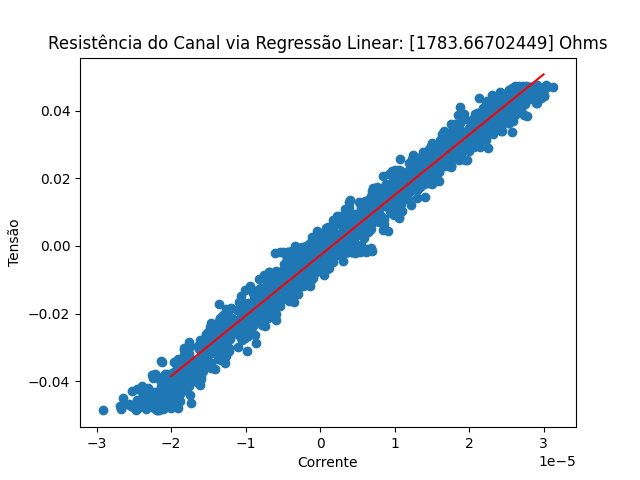 Resistência do Canal via Regressão Linear: [1783.66702449] Ohms
Tensão
0.04
0.02
0.00
−0.02
−0.04
−3 −2 −1 0 1 2 3
1e−5
Corrente